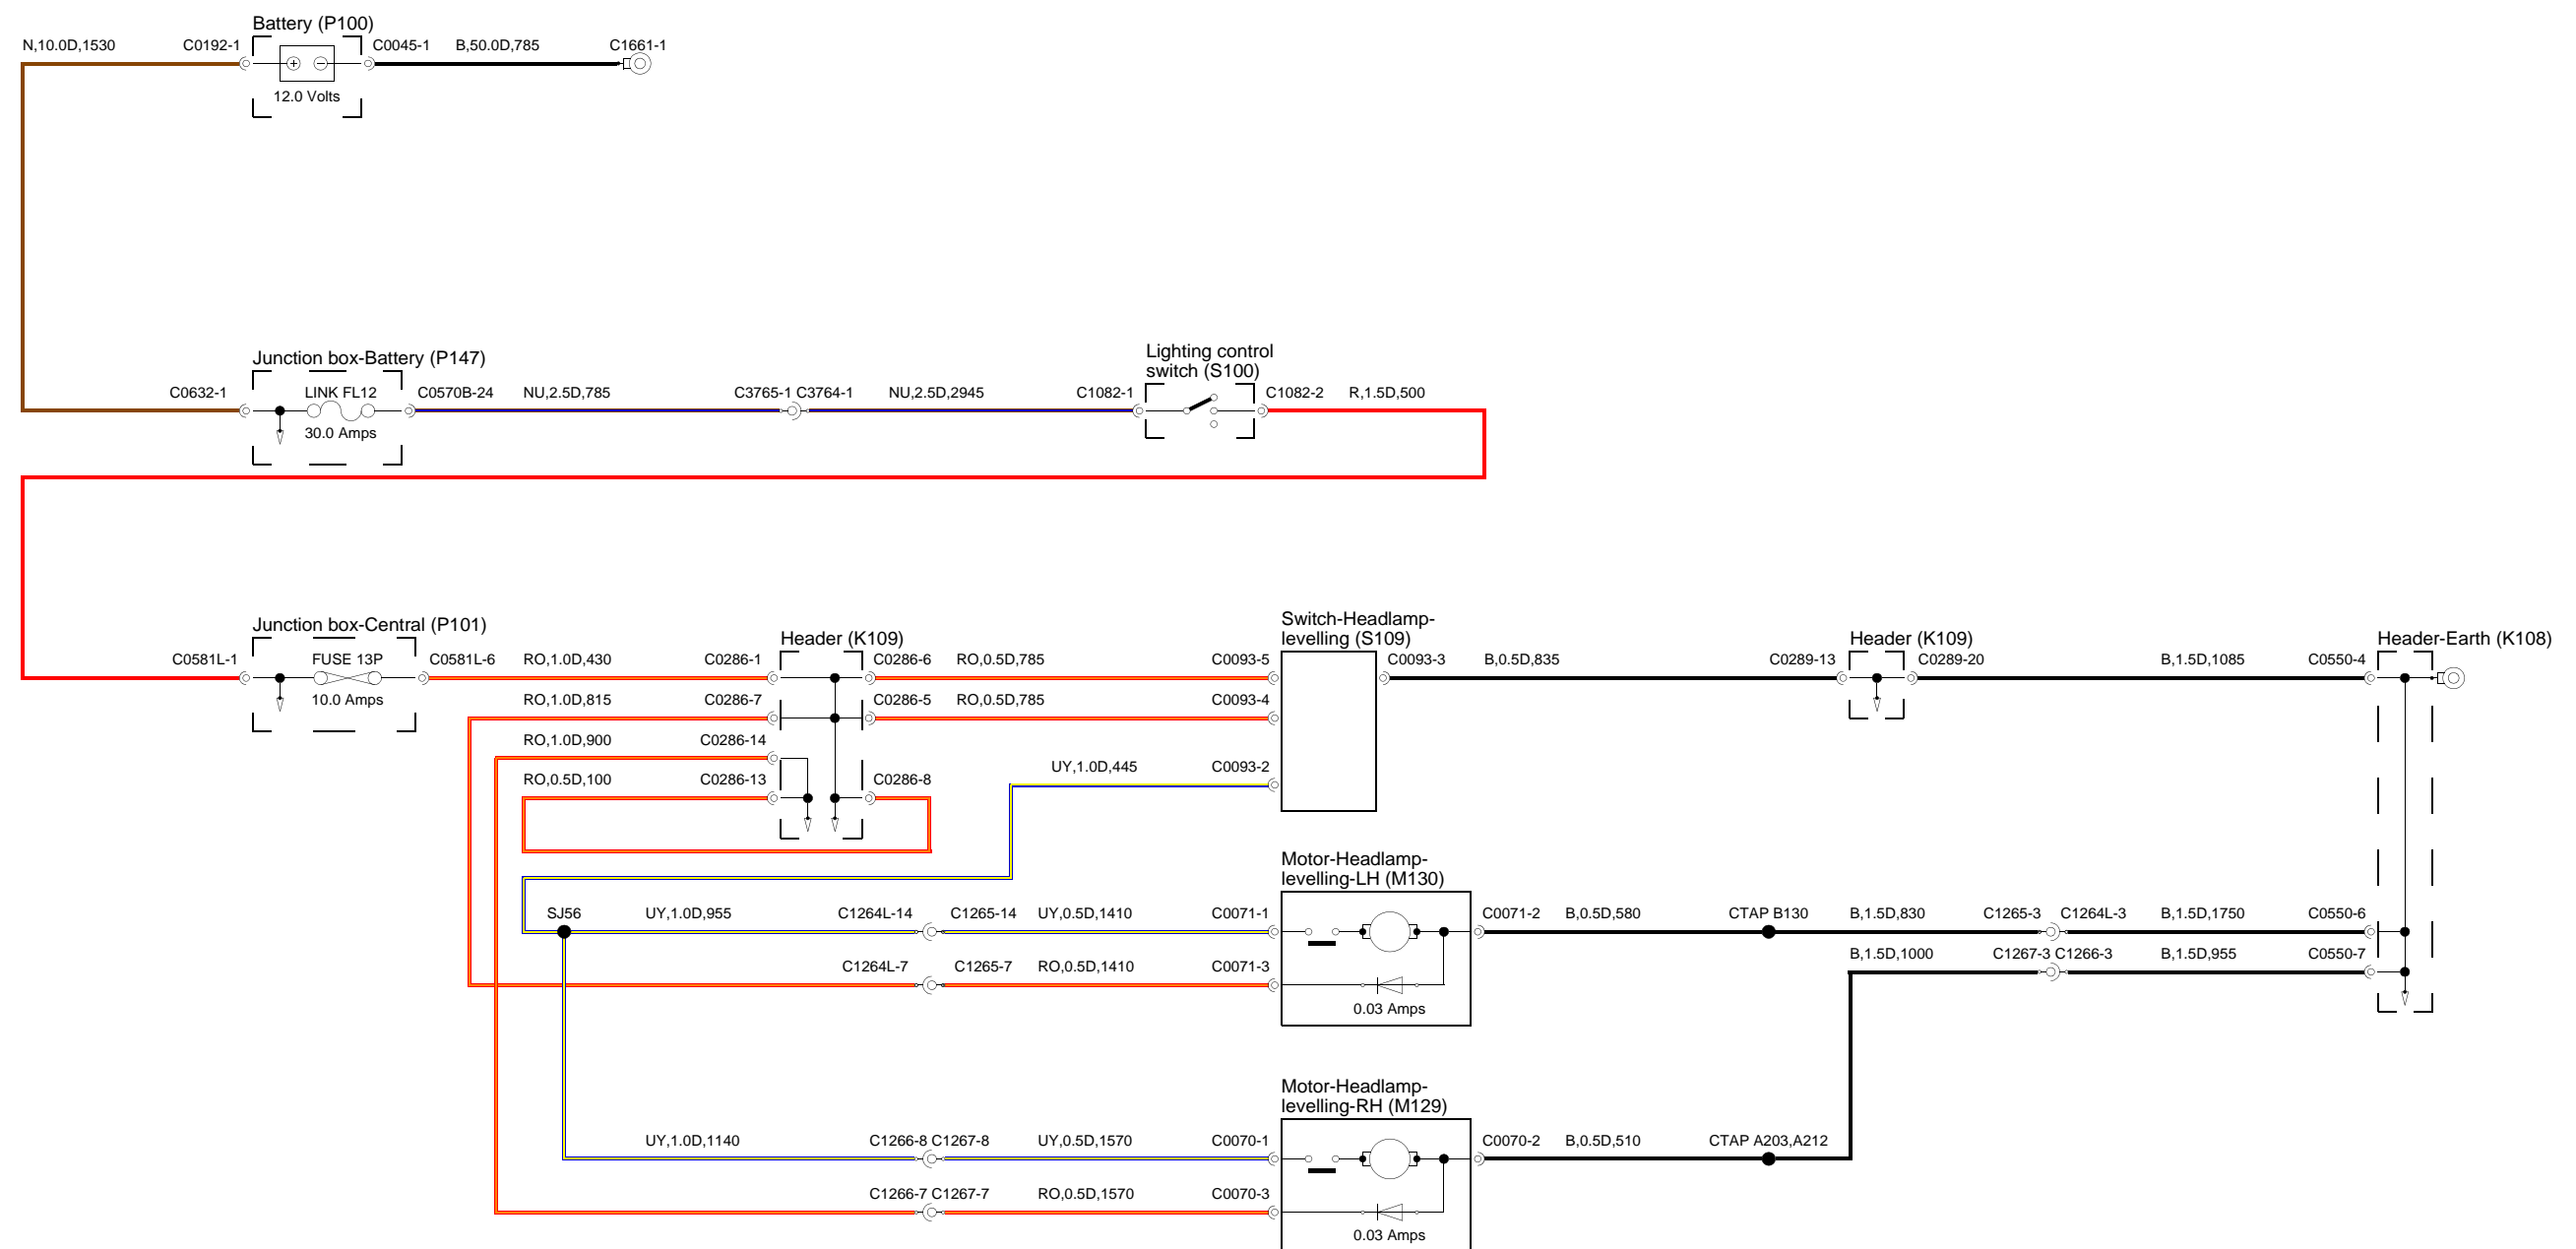 Battery (P100)
N,10.0D,1530 C0192-1 C0045-1 B,50.0D,785 C1661-1
12.0 Volts
Junction box-Battery (P147)
Lighting control
switch (S100)
C0632-1 LINK FL12 C0570B-24 NU,2.5D,785 C3765-1 C3764-1 NU,2.5D,2945 C1082-1 C1082-2 R,1.5D,500
30.0 Amps
Junction box-Central (P101)
Header (K109)
Switch-Headlamp-
levelling (S109)
Header (K109)
Header-Earth (K108)
C0581L-1 FUSE 13P C0581L-6 RO,1.0D,430 C0286-1 C0286-6 RO,0.5D,785 C0093-5 C0093-3 B,0.5D,835 C0289-13 C0289-20 B,1.5D,1085 C0550-4
10.0 Amps RO,1.0D,815 C0286-7 C0286-5 RO,0.5D,785 C0093-4
RO,1.0D,900 C0286-14
UY,1.0D,445 C0093-2
RO,0.5D,100 C0286-13 C0286-8
Motor-Headlamp-
levelling-LH (M130)
SJ56 UY,1.0D,955 C1264L-14 C1265-14 UY,0.5D,1410 C0071-1 C0071-2 B,0.5D,580 CTAP B130 B,1.5D,830 C1265-3 C1264L-3 B,1.5D,1750 C0550-6
B,1.5D,1000 C1267-3 C1266-3 B,1.5D,955 C0550-7
C1264L-7 C1265-7 RO,0.5D,1410 C0071-3
0.03 Amps
Motor-Headlamp-
levelling-RH (M129)
UY,1.0D,1140 C1266-8 C1267-8 UY,0.5D,1570 C0070-1 C0070-2 B,0.5D,510 CTAP A203,A212
C1266-7 C1267-7 RO,0.5D,1570 C0070-3
0.03 Amps